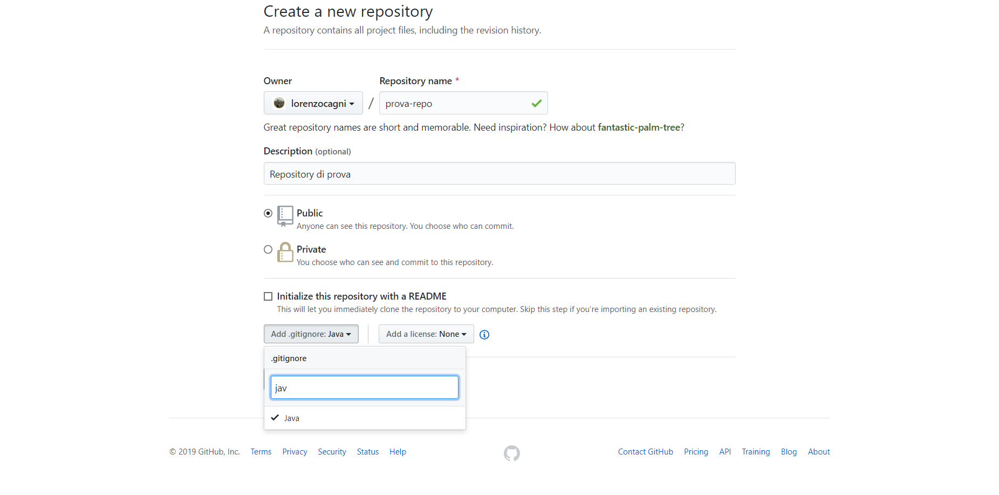 Create a new repository
A repository contains all project files, including the revision history.
Owner
Repository name *
lorenzocagni / prova-repo
Great repository names are short and memorable. Need inspiration? How about fantastic-palm-tree?
Description (optional)
Repository di prova
Public
Anyone can see this repository. You choose who can commit.
Private
You choose who can see and commit to this repository.
Initialize this repository with a README
This will let you immediately clone the repository to your computer. Skip this step if you're importing an existing repository.
Add .gitignore: Java
Add a license: None
.gitignore
jav
Java
© 2019 GitHub, Inc. Terms Privacy Security Status Help
Contact GitHub Pricing API Training Blog About